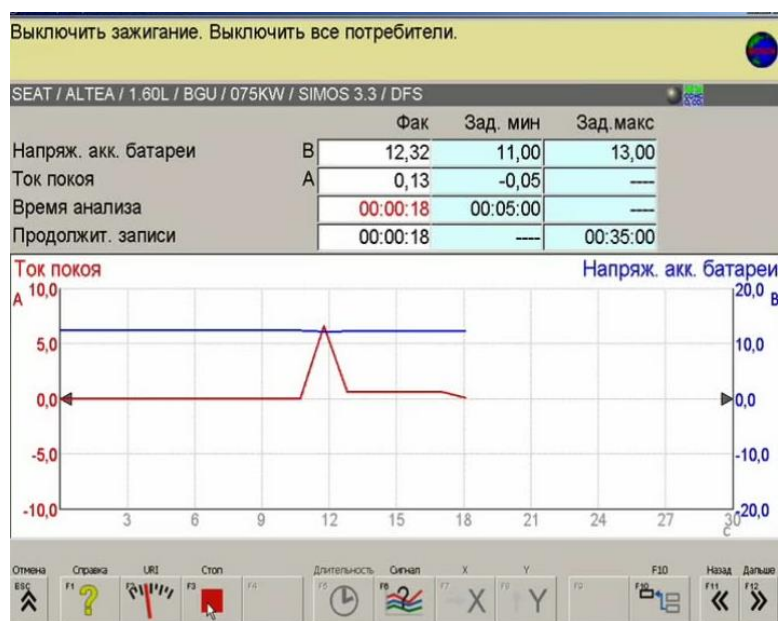 Выключить зажигание. Выключить все потребители.
SEAT / ALTEA / 1.60L / BGU / 075KW / SIMOS 3.3 / DFS
Фак Зад. мин Зад.макс
Напряж. акк. батареи В 12,32 11,00 13,00
Ток покоя А 0,13 -0,05 ----
Время анализа 00:00:18 00:05:00 ----
Продолжит. записи 00:00:18 ---- 00:35:00
Ток покоя Напряж. акк. батареи
А 10,0 20,0 В
5,0 10,0
0,0 0,0
-5,0 -10,0
-10,0 -20,0
3 6 9 12 15 18 21 24 27 30
с
Отмена Справка URI Стоп Длительность Сигнал X Y F10 Назад Дальше
ESC F1 F2 F3 F4 F5 F6 F7 X F8 Y F9 F10 F11 F12